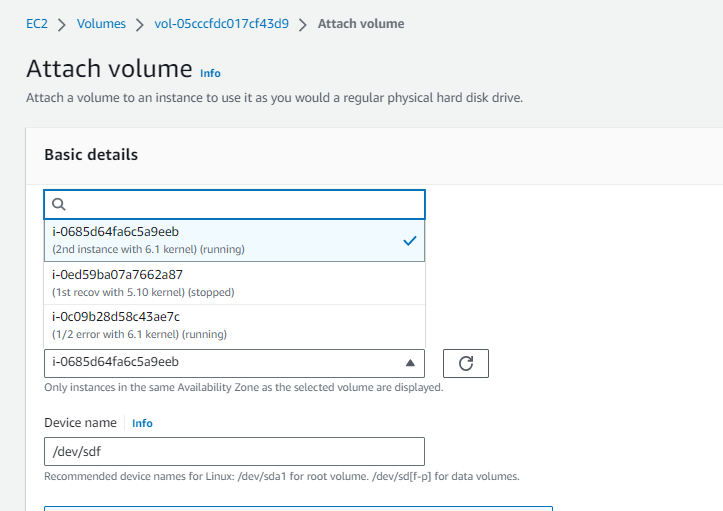 EC2 > Volumes > vol-05cccfdc017cf43d9 > Attach volume
Attach volume Info
Attach a volume to an instance to use it as you would a regular physical hard disk drive.
Basic details
i-0685d64fa6c5a9eeb
(2nd instance with 6.1 kernel) (running)
i-0ed59ba07a7662a87
(1st recov with 5.10 kernel) (stopped)
i-0c09b28d58c43ae7c
(1/2 error with 6.1 kernel) (running)
i-0685d64fa6c5a9eeb
Only instances in the same Availability Zone as the selected volume are displayed.
Device name Info
/dev/sdf
Recommended device names for Linux: /dev/sda1 for root volume. /dev/sd[f-p] for data volumes.